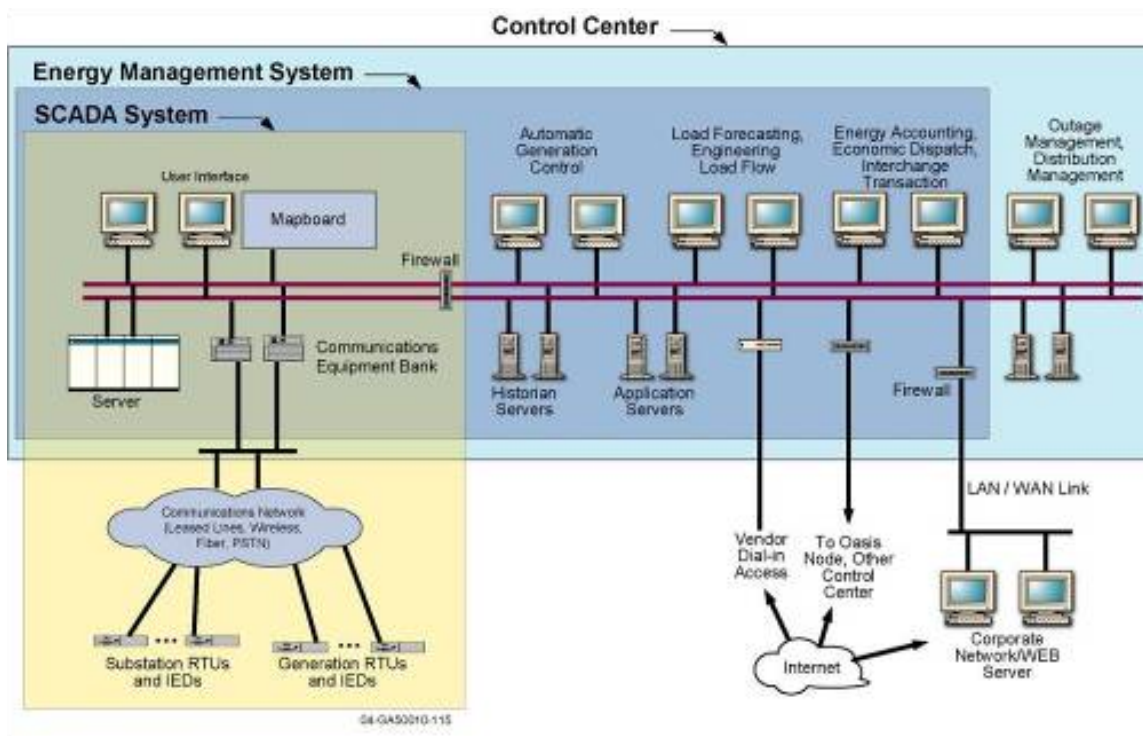 Control Center
Energy Management System
SCADA System
User Interface
Mapboard
Automatic
Generation
Control
Load Forecasting,
Engineering
Load Flow
Energy Accounting,
Economic Dispatch,
Interchange
Transaction
Outage
Management,
Distribution
Management
Firewall
Server
Communications
Equipment Bank
Historian
Servers
Application
Servers
Firewall
LAN / WAN Link
Communications Network
(Leased Lines, Wireless,
Fiber, PSTN)
Vendor
Dial-in
Access
To Oasis
Node, Other
Control
Center
Internet
Corporate
Network/WEB
Server
Substation RTUs
and IEDs
Generation RTUs
and IEDs